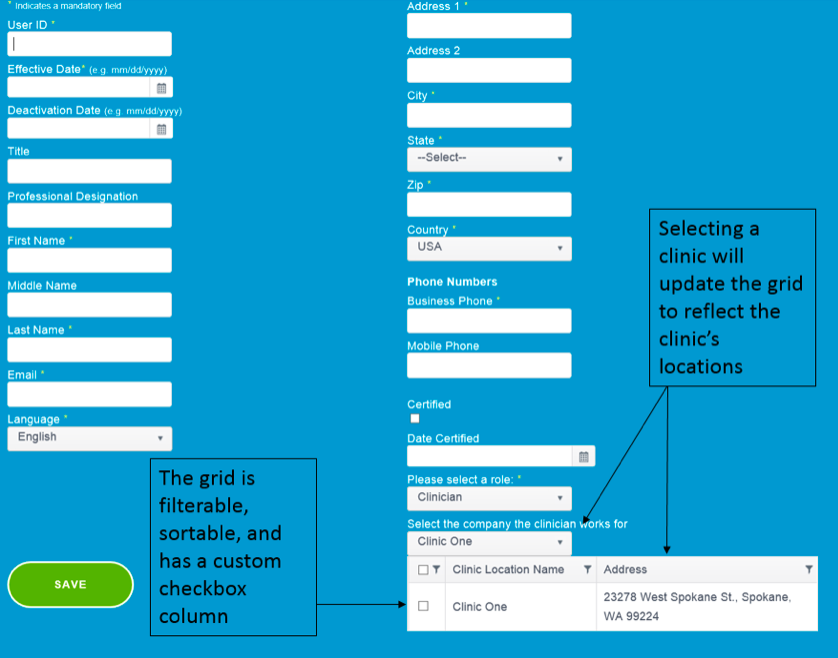 * Indicates a mandatory field
User ID *
Effective Date* (e g mm/dd/yyyy)
Deactivation Date (e g mm/dd/yyyy)
Title
Professional Designation
First Name *
Middle Name
Last Name *
Email *
Language *
English
SAVE
Address 1 *
Address 2
City *
State *
--Select--
Zip *
Country *
USA
Phone Numbers
Business Phone *
Mobile Phone
Certified
Date Certified
Please select a role: *
Clinician
Select the company the clinician works for
Clinic One
Clinic Location Name
Address
Clinic One
23278 West Spokane St., Spokane,
WA 99224
The grid is
filterable,
sortable, and
has a custom
checkbox
column
Selecting a
clinic will
update the grid
to reflect the
clinic's
locations